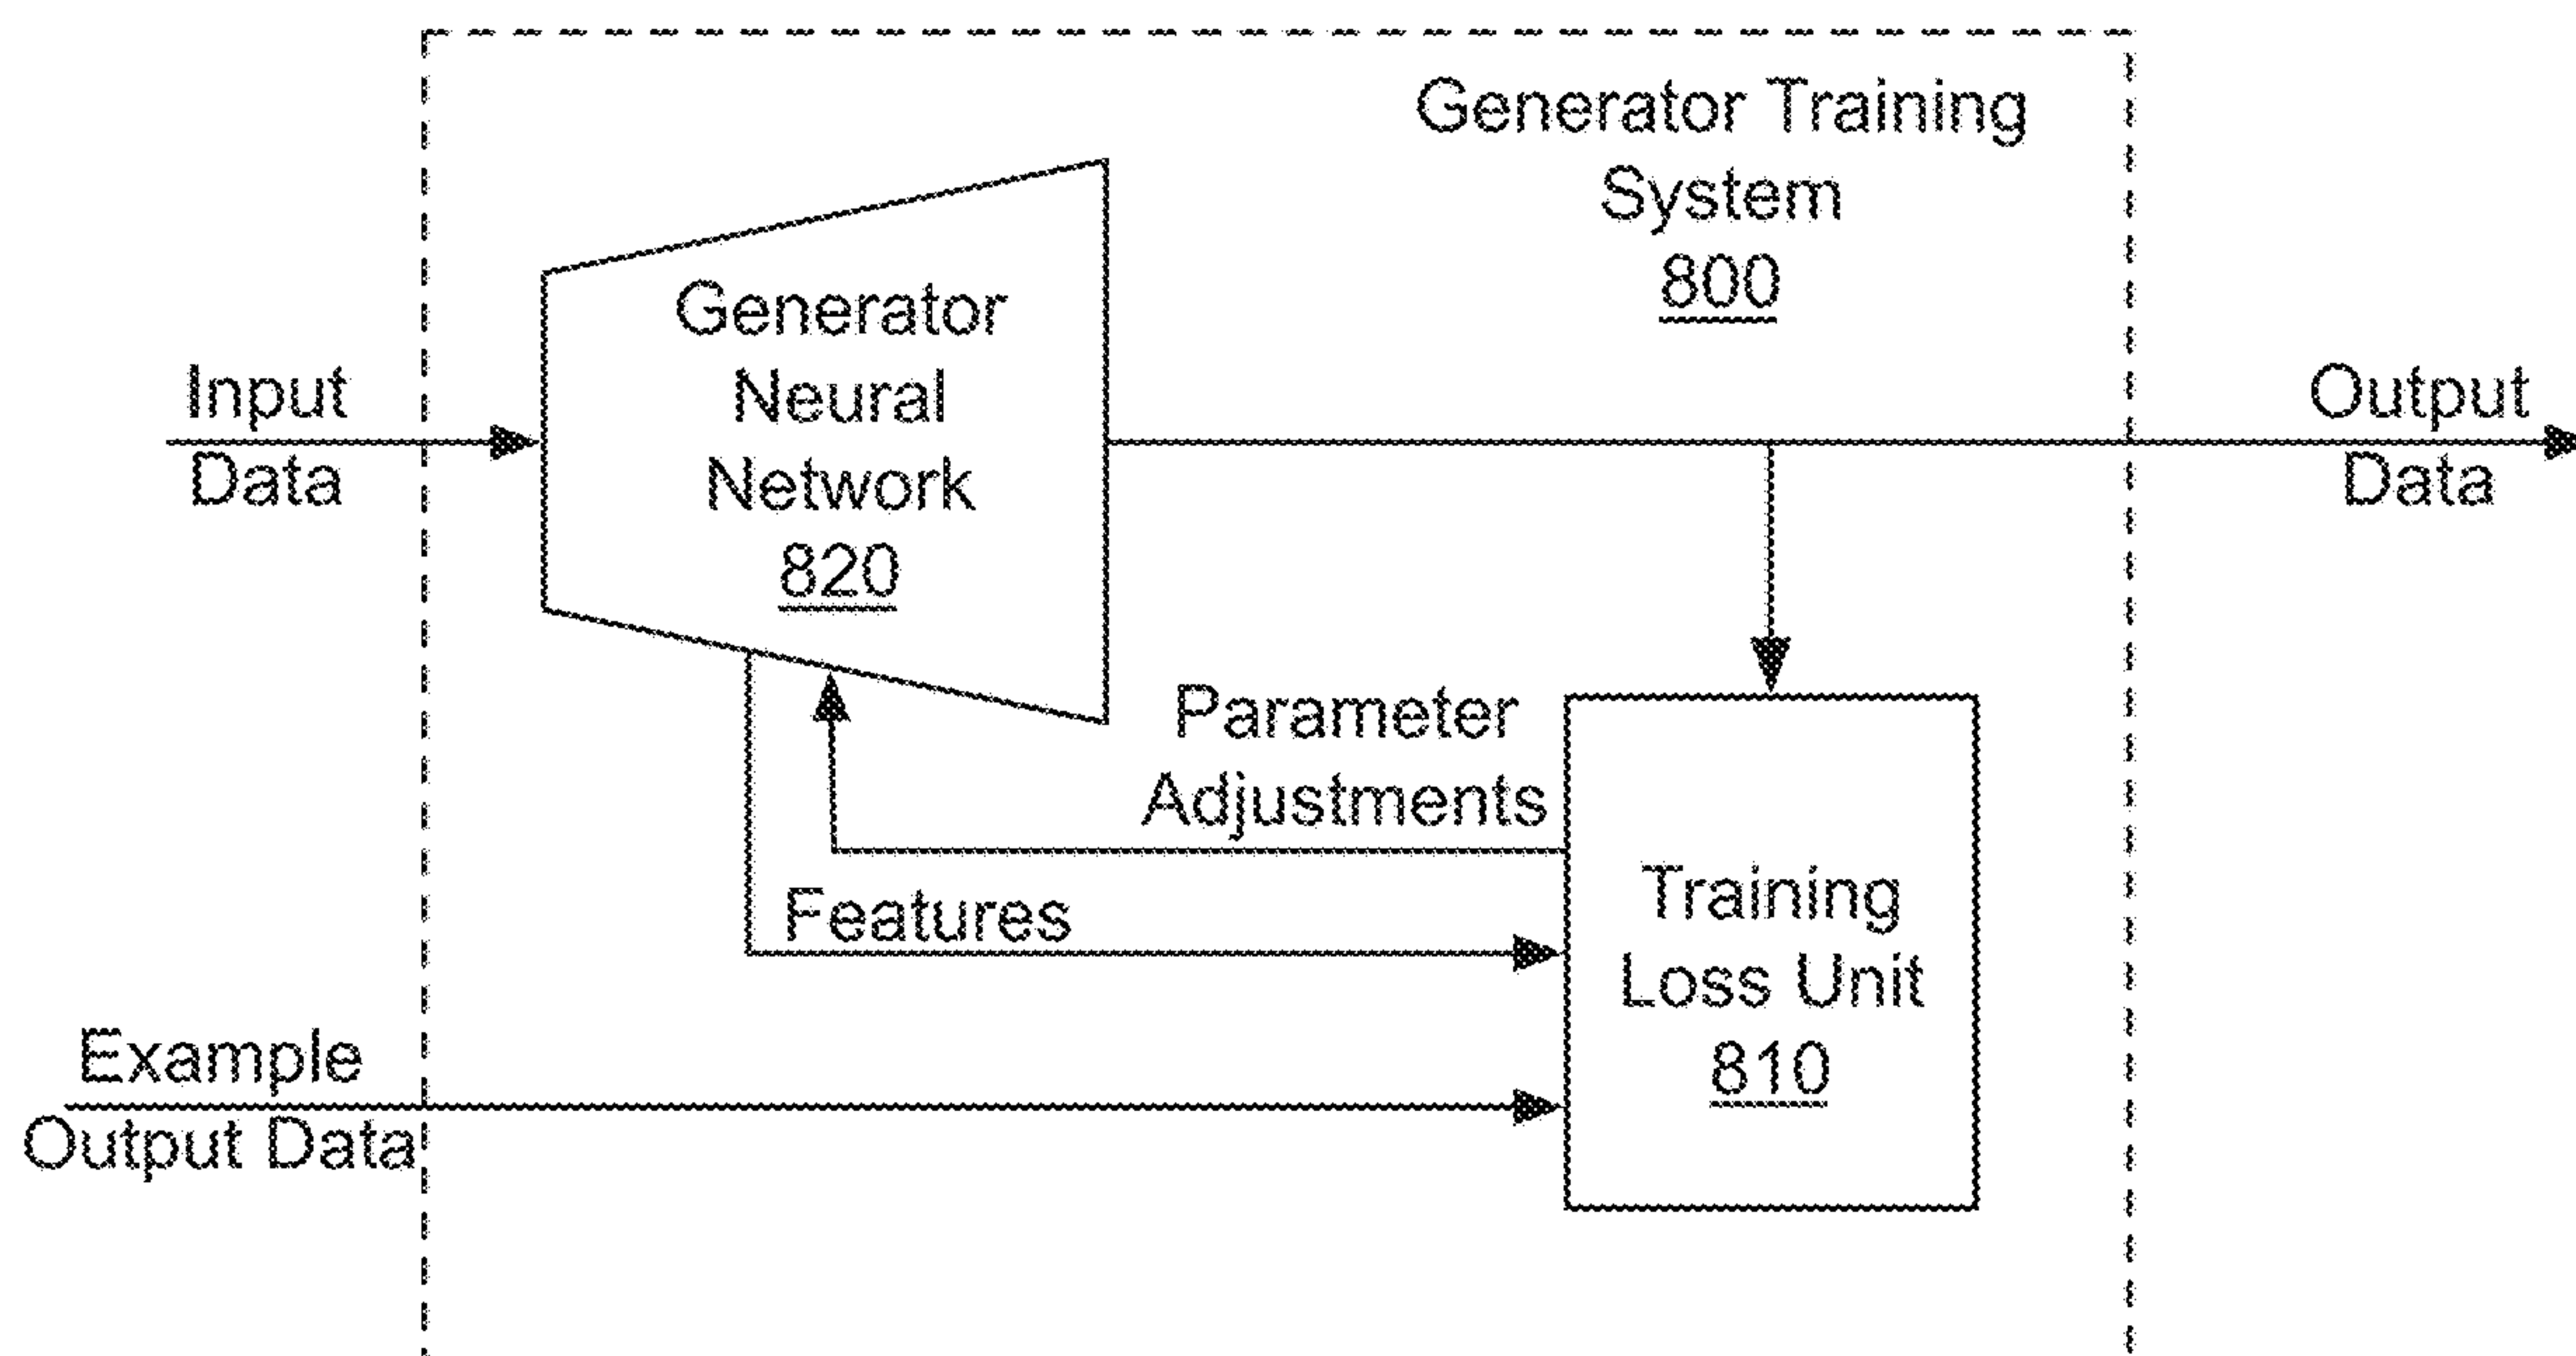 Generator Training
System
800
Generator
Neural
Network
820
Input
Data
Output
Data
Parameter
Adjustments
Features
Training
Loss Unit
810
Example
Output Data